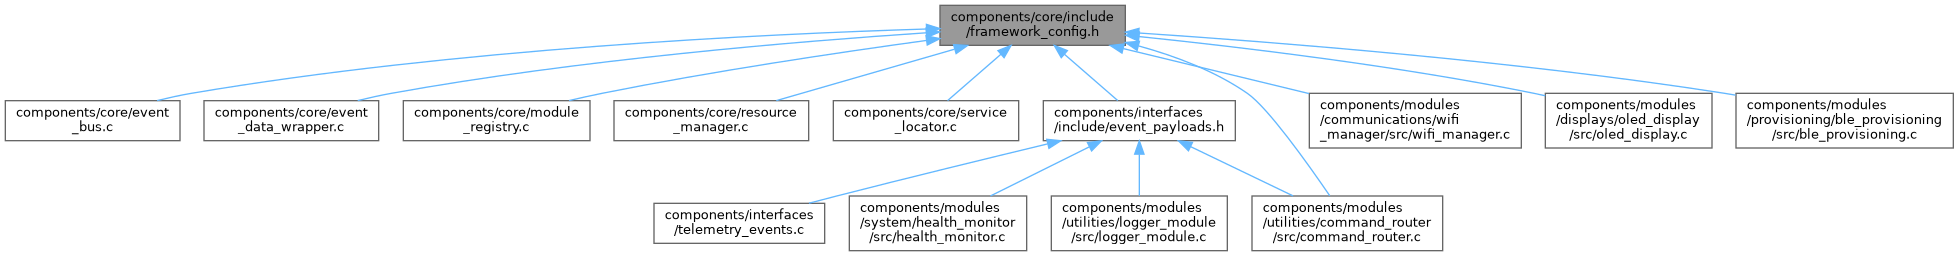 components/core/include
/framework_config.h
components/core/event
_bus.c
components/core/event
_data_wrapper.c
components/core/module
_registry.c
components/core/resource
_manager.c
components/core/service
_locator.c
components/interfaces
/include/event_payloads.h
components/modules
/communications/wifi
_manager/src/wifi_manager.c
components/modules
/displays/oled_display
/src/oled_display.c
components/modules
/provisioning/ble_provisioning
/src/ble_provisioning.c
components/interfaces
/telemetry_events.c
components/modules
/system/health_monitor
/src/health_monitor.c
components/modules
/utilities/logger_module
/src/logger_module.c
components/modules
/utilities/command_router
/src/command_router.c